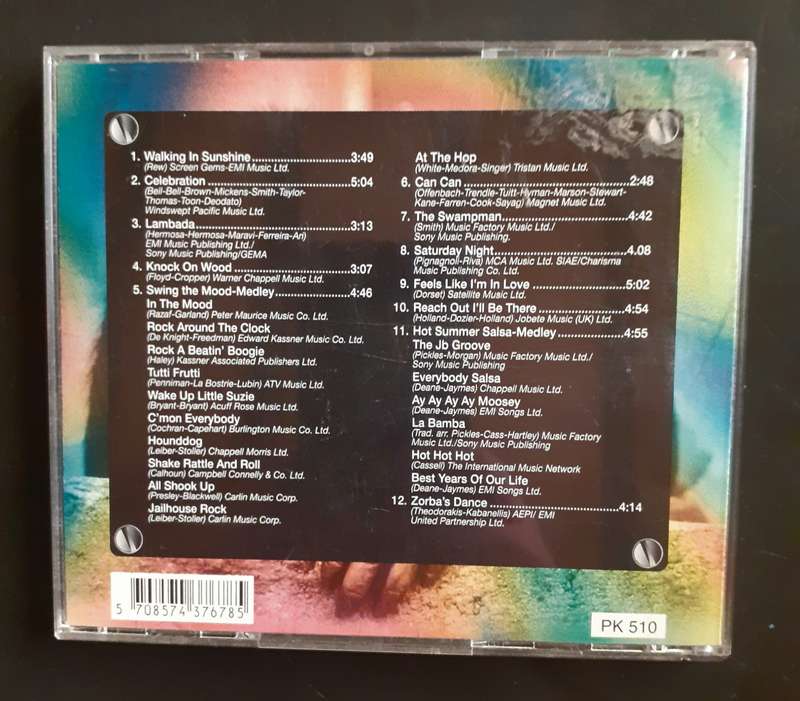 1. Walking In Sunshine..............................3:49
(Rew) Screen Gems-EMI Music Ltd.
2. Celebration ...........................................5:04
(Bell-Bell-Brown-Mickens-Smith-Taylor-
Thomas-Toon-Deodato)
Windswept Pacific Music Ltd.
3. Lambada ..............................................3:13
(Hermosa-Hermosa-Maravi-Ferreira-Ari)
EMI Music Publishing Ltd./
Sony Music Publishing/GEMA
4. Knock On Wood ...................................3:07
(Floyd-Cropper) Warner Chappell Music Ltd.
5. Swing the Mood-Medley.......................4:46
In The Mood
(Razaf-Garland) Peter Maurice Music Co. Ltd.
Rock Around The Clock
(De Knight-Freedman) Edward Kassner Music Co. Ltd.
Rock A Beatin' Boogie
(Haley) Kassner Associated Publishers Ltd.
Tutti Frutti
(Penniman-La Bostrie-Lubin) ATV Music Ltd.
Wake Up Little Suzie
(Bryant-Bryant) Acuff Rose Music Ltd.
C'mon Everybody
(Cochran-Capehart) Burlington Music Co. Ltd.
Hounddog
(Leiber-Stoller) Chappell Morris Ltd.
Shake Rattle And Roll
(Calhoun) Campbell Connelly & Co. Ltd.
All Shook Up
(Presley-Blackwell) Carlin Music Corp.
Jailhouse Rock
(Leiber-Stoller) Carlin Music Corp.
At The Hop
(White-Medora-Singer) Tristan Music Ltd.
6. Can Can ..................................................2:48
(Offenbach-Trendle-Tuitt-Hyman-Marson-Stewart-
Kane-Farren-Cook-Sayag) Magnet Music Ltd.
7. The Swampman......................................4:42
(Smith) Music Factory Music Ltd./
Sony Music Publishing.
8. Saturday Night........................................4.08
(Pignagnoli-Riva) MCA Music Ltd. SIAE/Charisma
Music Publishing Co. Ltd.
9. Feels Like I'm In Love ............................5:02
(Dorset) Satellite Music Ltd.
10. Reach Out I'll Be There .........................4:54
(Holland-Dozier-Holland) Jobete Music (UK) Ltd.
11. Hot Summer Salsa-Medley....................4:55
The Jb Groove
(Pickles-Morgan) Music Factory Music Ltd./
Sony Music Publishing
Everybody Salsa
(Deane-Jaymes) Chappell Music Ltd.
Ay Ay Ay Ay Moosey
(Deane-Jaymes) EMI Songs Ltd.
La Bamba
(Trad. arr. Pickles-Cass-Hartley) Music Factory
Music Ltd./Sony Music Publishing
Hot Hot Hot
(Cassell) The International Music Network
Best Years Of Our Life
(Deane-Jaymes) EMI Songs Ltd.
12. Zorba's Dance ......................................4:14
(Theodorakis-Kabanellis) AEPI/ EMI
United Partnership Ltd.
5 708574 376785
PK 510